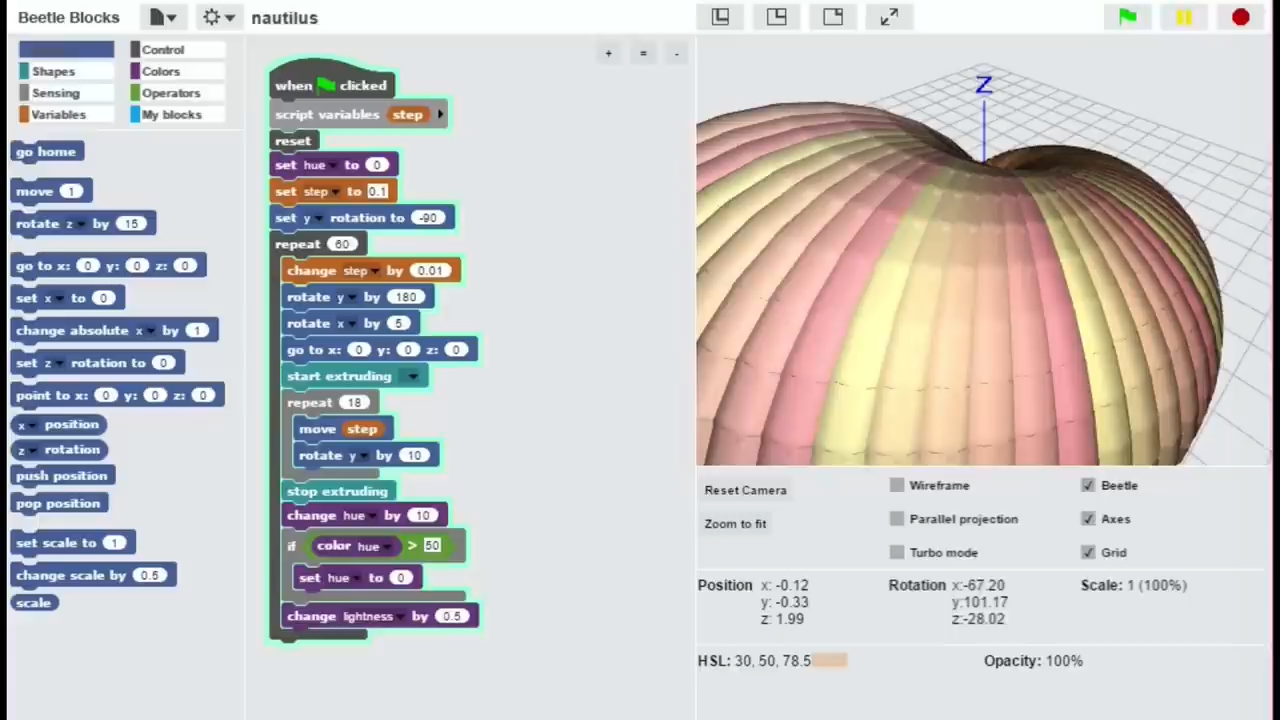 Beetle Blocks
nautilus
Control
Shapes
Colors
Sensing
Operators
Variables
My blocks
go home
move 1
rotate z by 15
go to x: 0 y: 0 z: 0
set x to 0
change absolute x by 1
set z rotation to 0
point to x: 0 y: 0 z: 0
x position
z rotation
push position
pop position
set scale to 1
change scale by 0.5
scale
+ = -
when clicked
script variables step
reset
set hue to 0
set step to 0.1
set y rotation to -90
repeat 60
change step by 0.01
rotate y by 180
rotate x by 5
go to x: 0 y: 0 z: 0
start extruding
repeat 18
move step
rotate y by 10
stop extruding
change hue by 10
if color hue > 50
set hue to 0
change lightness by 0.5
Z
Reset Camera
Zoom to fit
Wireframe
Parallel projection
Turbo mode
Beetle
Axes
Grid
Position x: -0.12
y: -0.33
z: 1.99
Rotation x:-67.20
y:101.17
z:-28.02
Scale: 1 (100%)
HSL: 30, 50, 78.5
Opacity: 100%